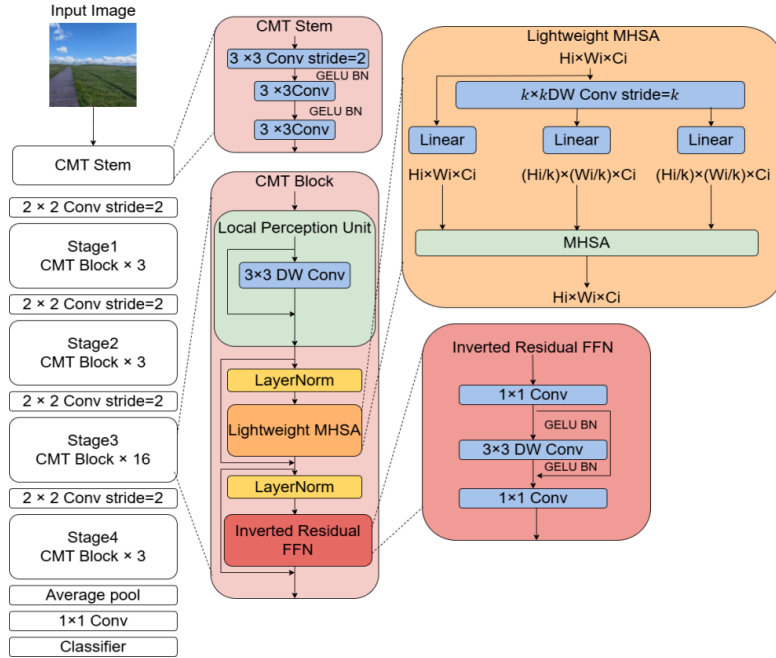 Input Image
CMT Stem
2 × 2 Conv stride=2
Stage1
CMT Block × 3
2 × 2 Conv stride=2
Stage2
CMT Block × 3
2 × 2 Conv stride=2
Stage3
CMT Block × 16
2 × 2 Conv stride=2
Stage4
CMT Block × 3
Average pool
1×1 Conv
Classifier
CMT Stem
3 ×3 Conv stride=2
GELU BN
3 ×3Conv
GELU BN
3 ×3Conv
CMT Block
Local Perception Unit
3×3 DW Conv
LayerNorm
Lightweight MHSA
LayerNorm
Inverted Residual
FFN
Lightweight MHSA
Hi×Wi×Ci
k×kDW Conv stride=k
Linear
Linear
Linear
Hi×Wi×Ci
(Hi/k)×(Wi/k)×Ci
(Hi/k)×(Wi/k)×Ci
MHSA
Hi×Wi×Ci
Inverted Residual FFN
1×1 Conv
GELU BN
3×3 DW Conv
GELU BN
1×1 Conv